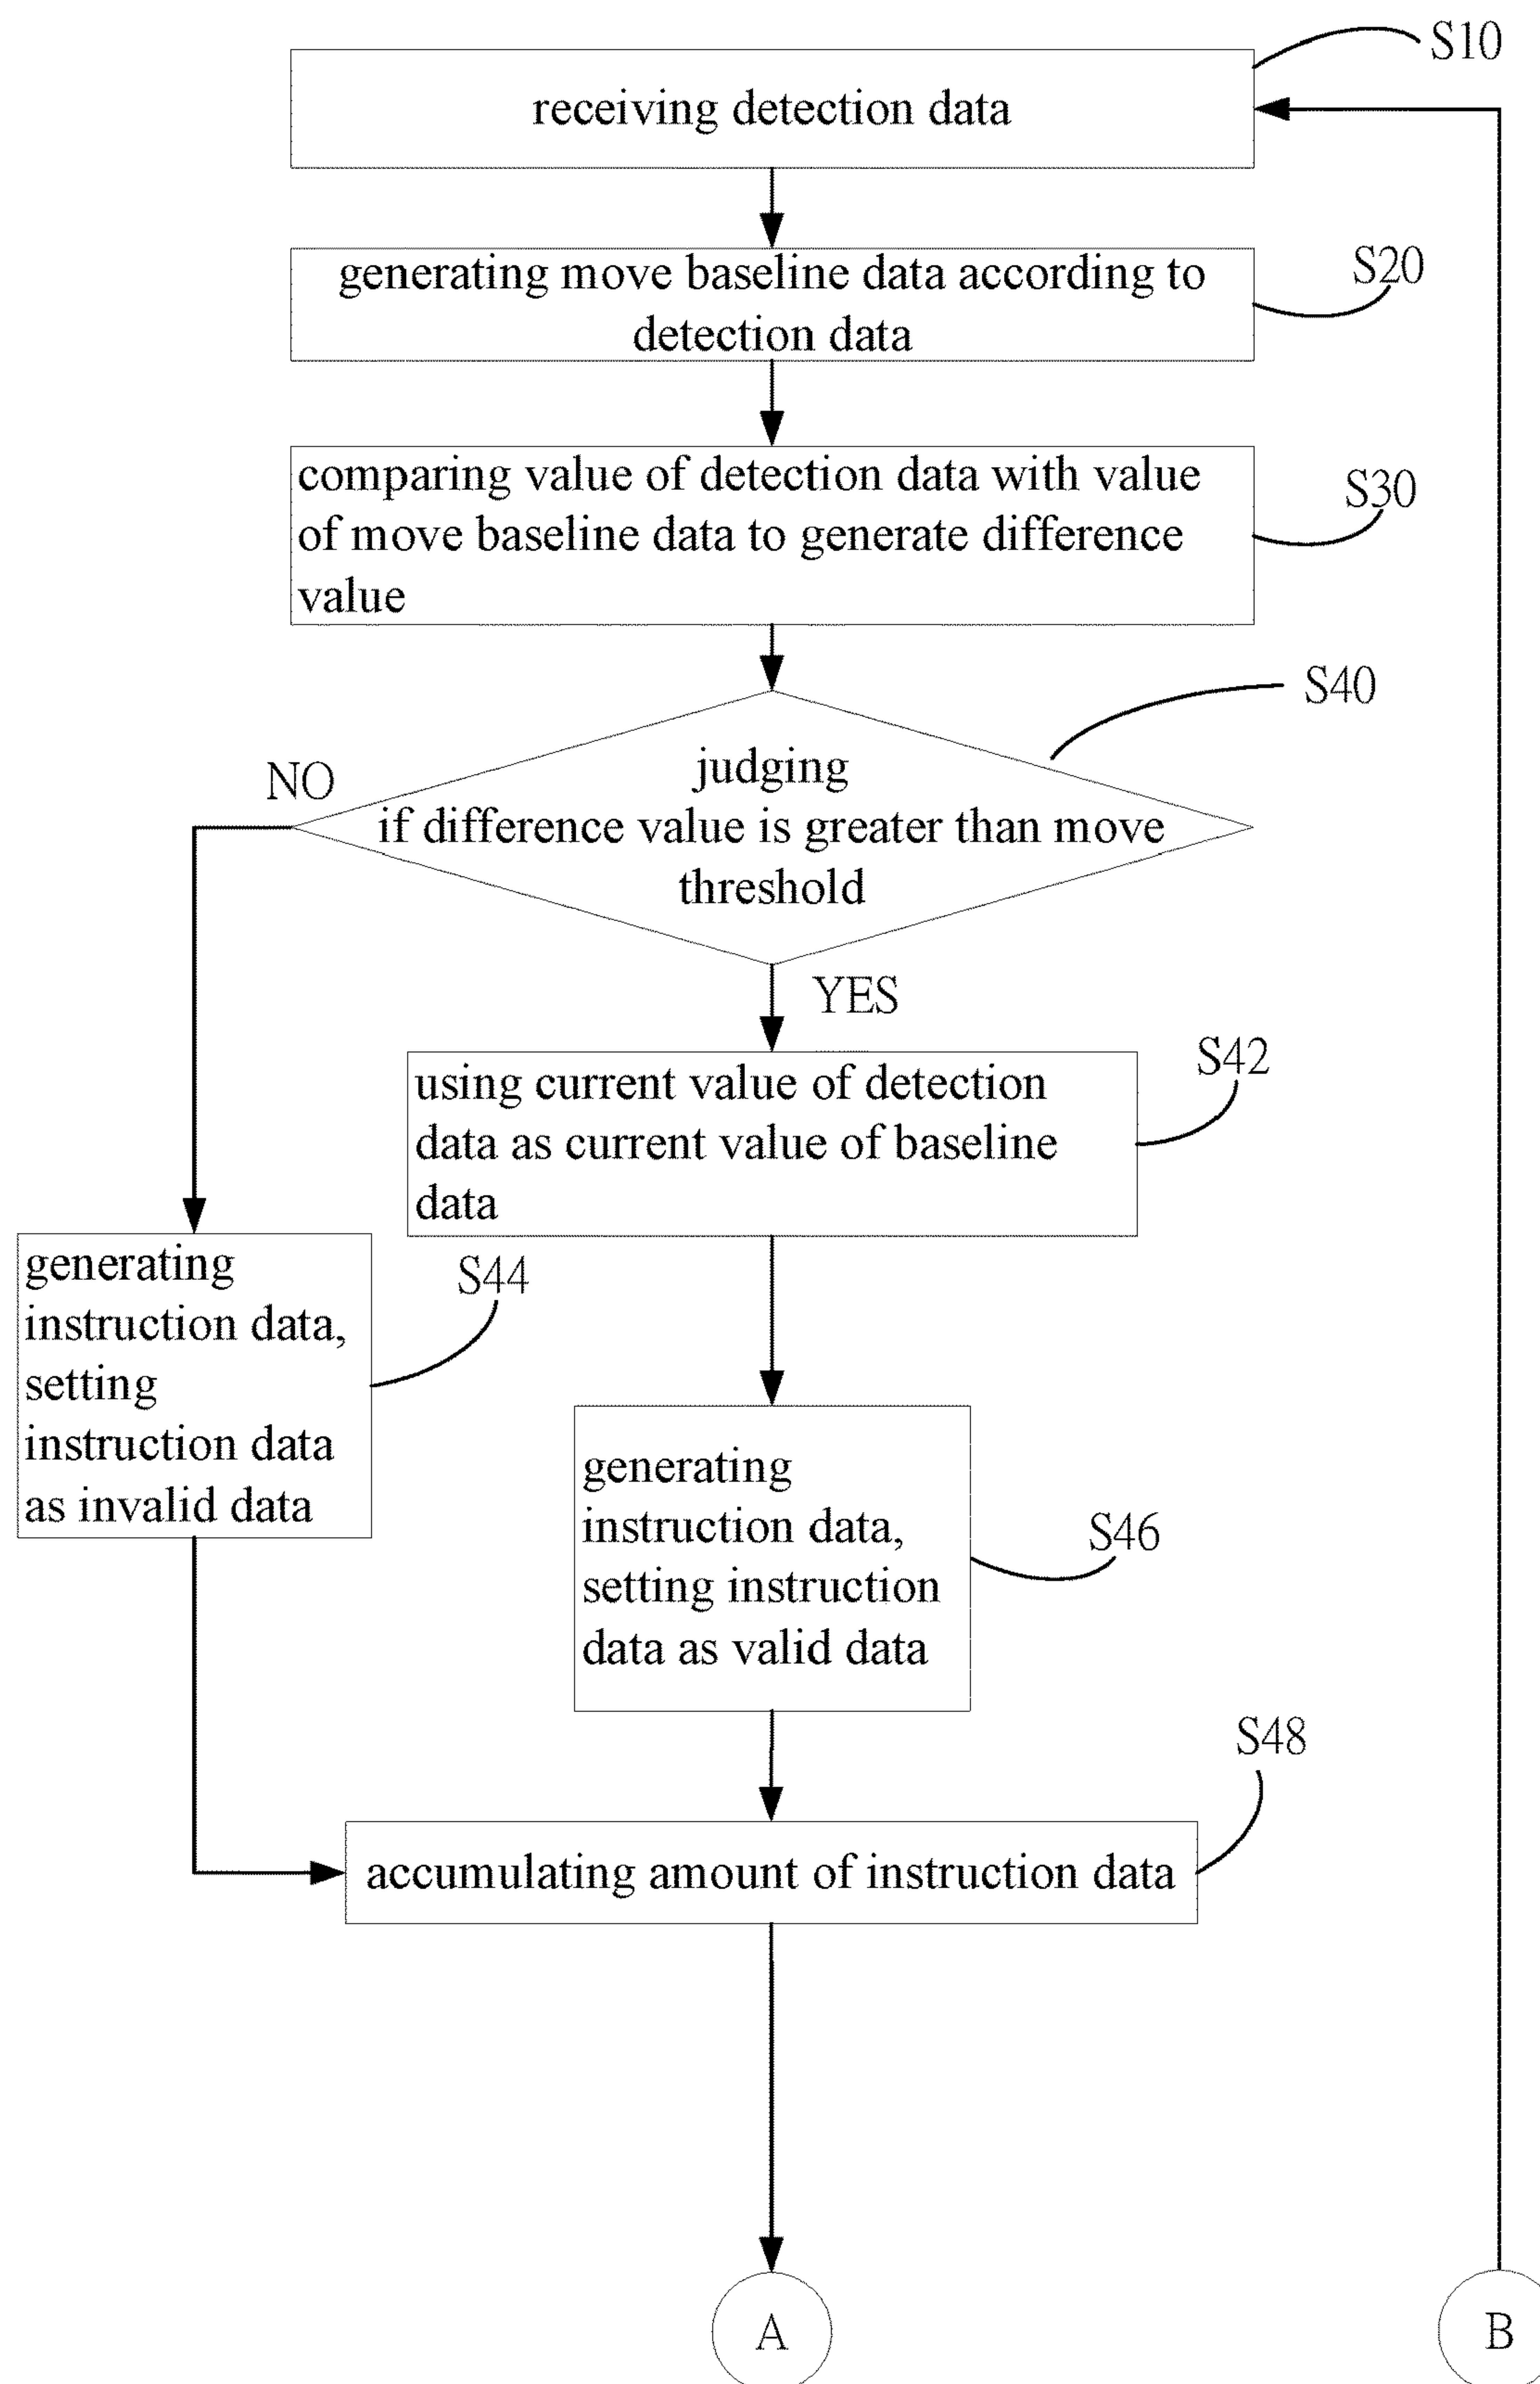 S10
receiving detection data
S20
generating move baseline data according to
detection data
S30
comparing value of detection data with value
of move baseline data to generate difference
value
S40
judging
if difference value is greater than move
threshold
NO
YES
S42
using current value of detection
data as current value of baseline
data
S44
generating
instruction data,
setting
instruction data
as invalid data
S46
generating
instruction data,
setting instruction
data as valid data
S48
accumulating amount of instruction data
A
B